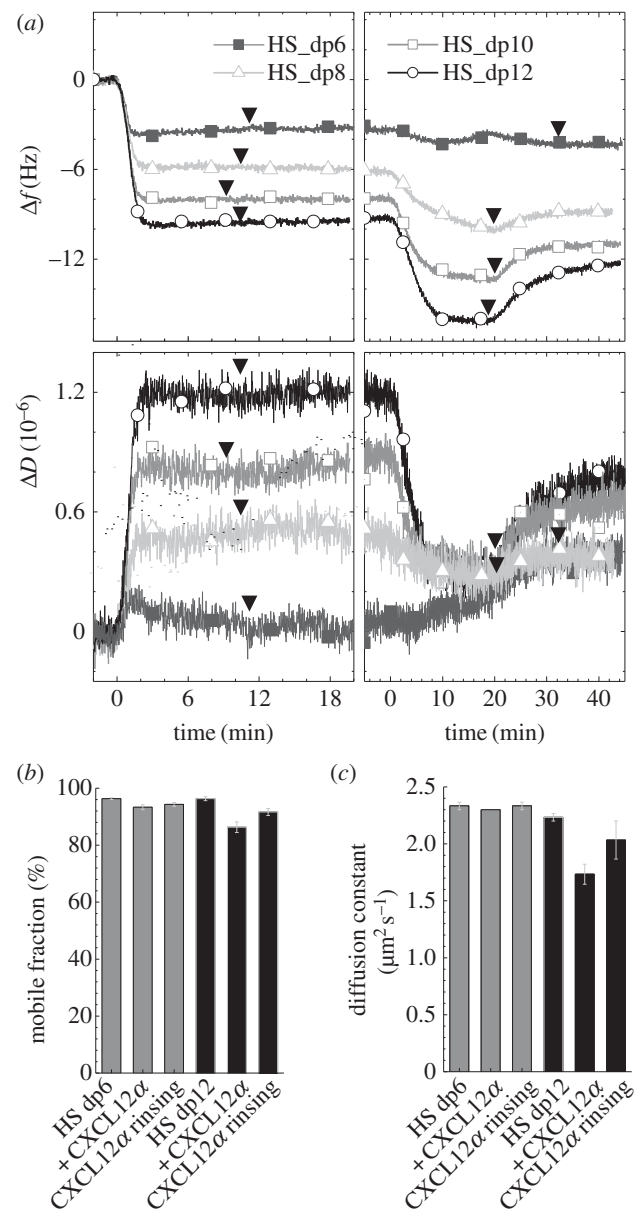 (a)
HS_dp6
HS_dp8
HS_dp10
HS_dp12
Δf (Hz)
0
−6
−12
ΔD (10⁻⁶)
1.2
0.6
0
0 6 12 18
0 10 20 30 40
time (min)
time (min)
(b)
mobile fraction (%)
100
80
60
40
20
0
HS dp6
+ CXCL12α
CXCL12α rinsing
HS dp12
+ CXCL12α
CXCL12α rinsing
(c)
diffusion constant
(μm² s⁻¹)
2.5
2.0
1.5
1.0
0.5
0
HS dp6
+ CXCL12α
CXCL12α rinsing
HS dp12
+ CXCL12α
CXCL12α rinsing